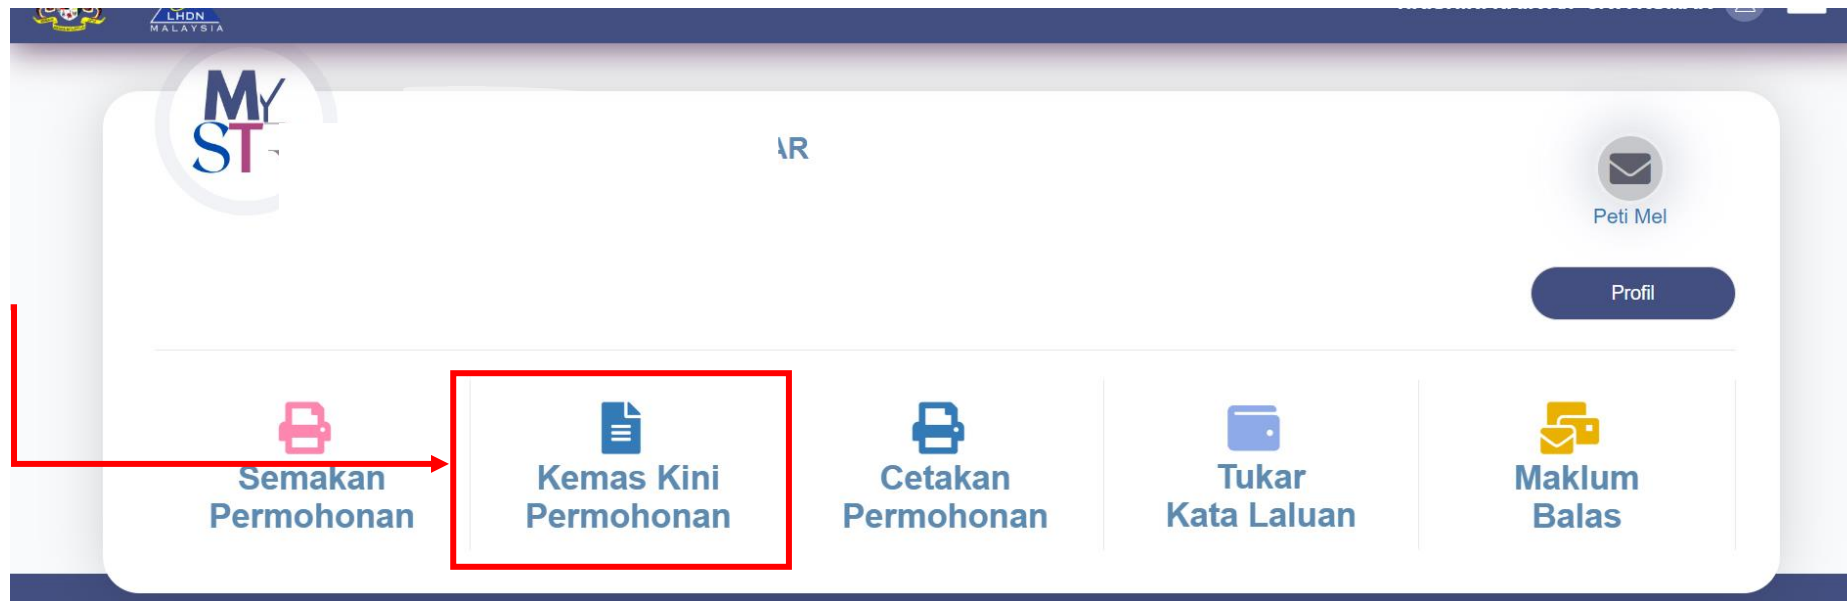 LHDN
MALAYSIA
MY
ST
AR
Peti Mel
Profil
Semakan
Permohonan
Kemas Kini
Permohonan
Cetakan
Permohonan
Tukar
Kata Laluan
Maklum
Balas